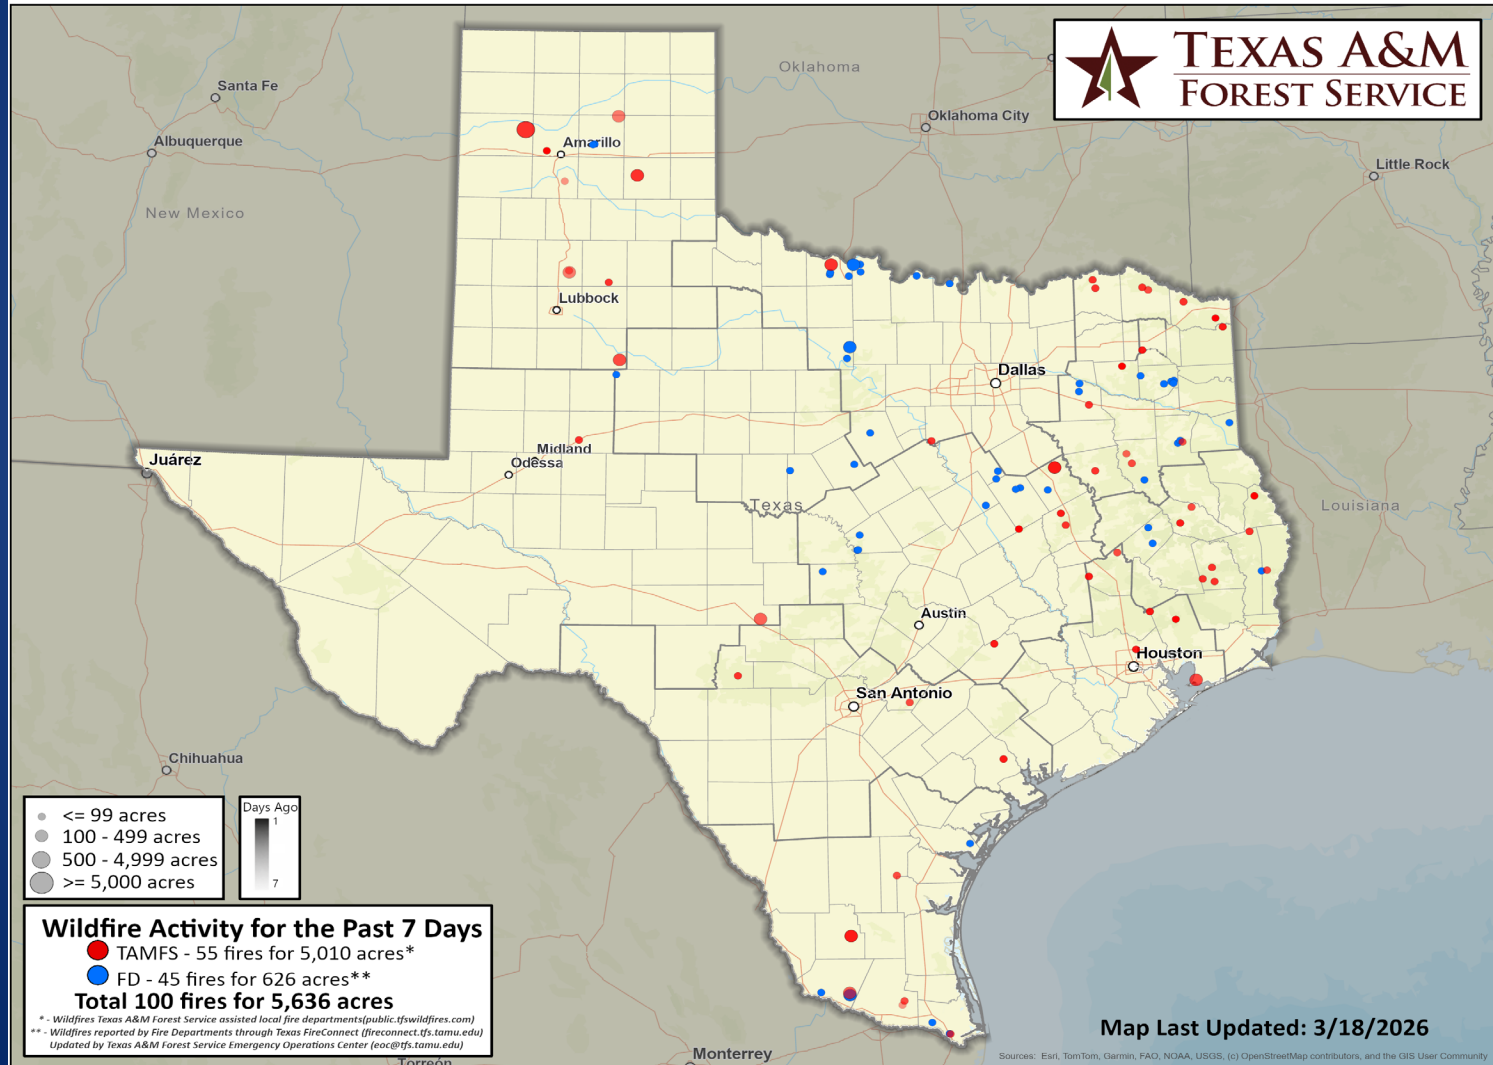 TEXAS A&M
FOREST SERVICE
Oklahoma
Santa Fe
Oklahoma City
Albuquerque
Amarillo
Little Rock
New Mexico
Lubbock
Dallas
Midland
Odessa
Juárez
Texas
Louisiana
Austin
Houston
San Antonio
Chihuahua
<= 99 acres
100 - 499 acres
500 - 4,999 acres
>= 5,000 acres
Days Ago
1
7
Wildfire Activity for the Past 7 Days
TAMFS - 55 fires for 5,010 acres*
FD - 45 fires for 626 acres**
Total 100 fires for 5,636 acres
* - Wildfires Texas A&M Forest Service assisted local fire departments(public.tfswildfires.com)
** - Wildfires reported by Fire Departments through Texas FireConnect (fireconnect.tfs.tamu.edu)
Updated by Texas A&M Forest Service Emergency Operations Center (eoc@tfs.tamu.edu)
Torreón
Monterrey
Map Last Updated: 3/18/2026
Sources: Esri, TomTom, Garmin, FAO, NOAA, USGS, (c) OpenStreetMap contributors, and the GIS User Community